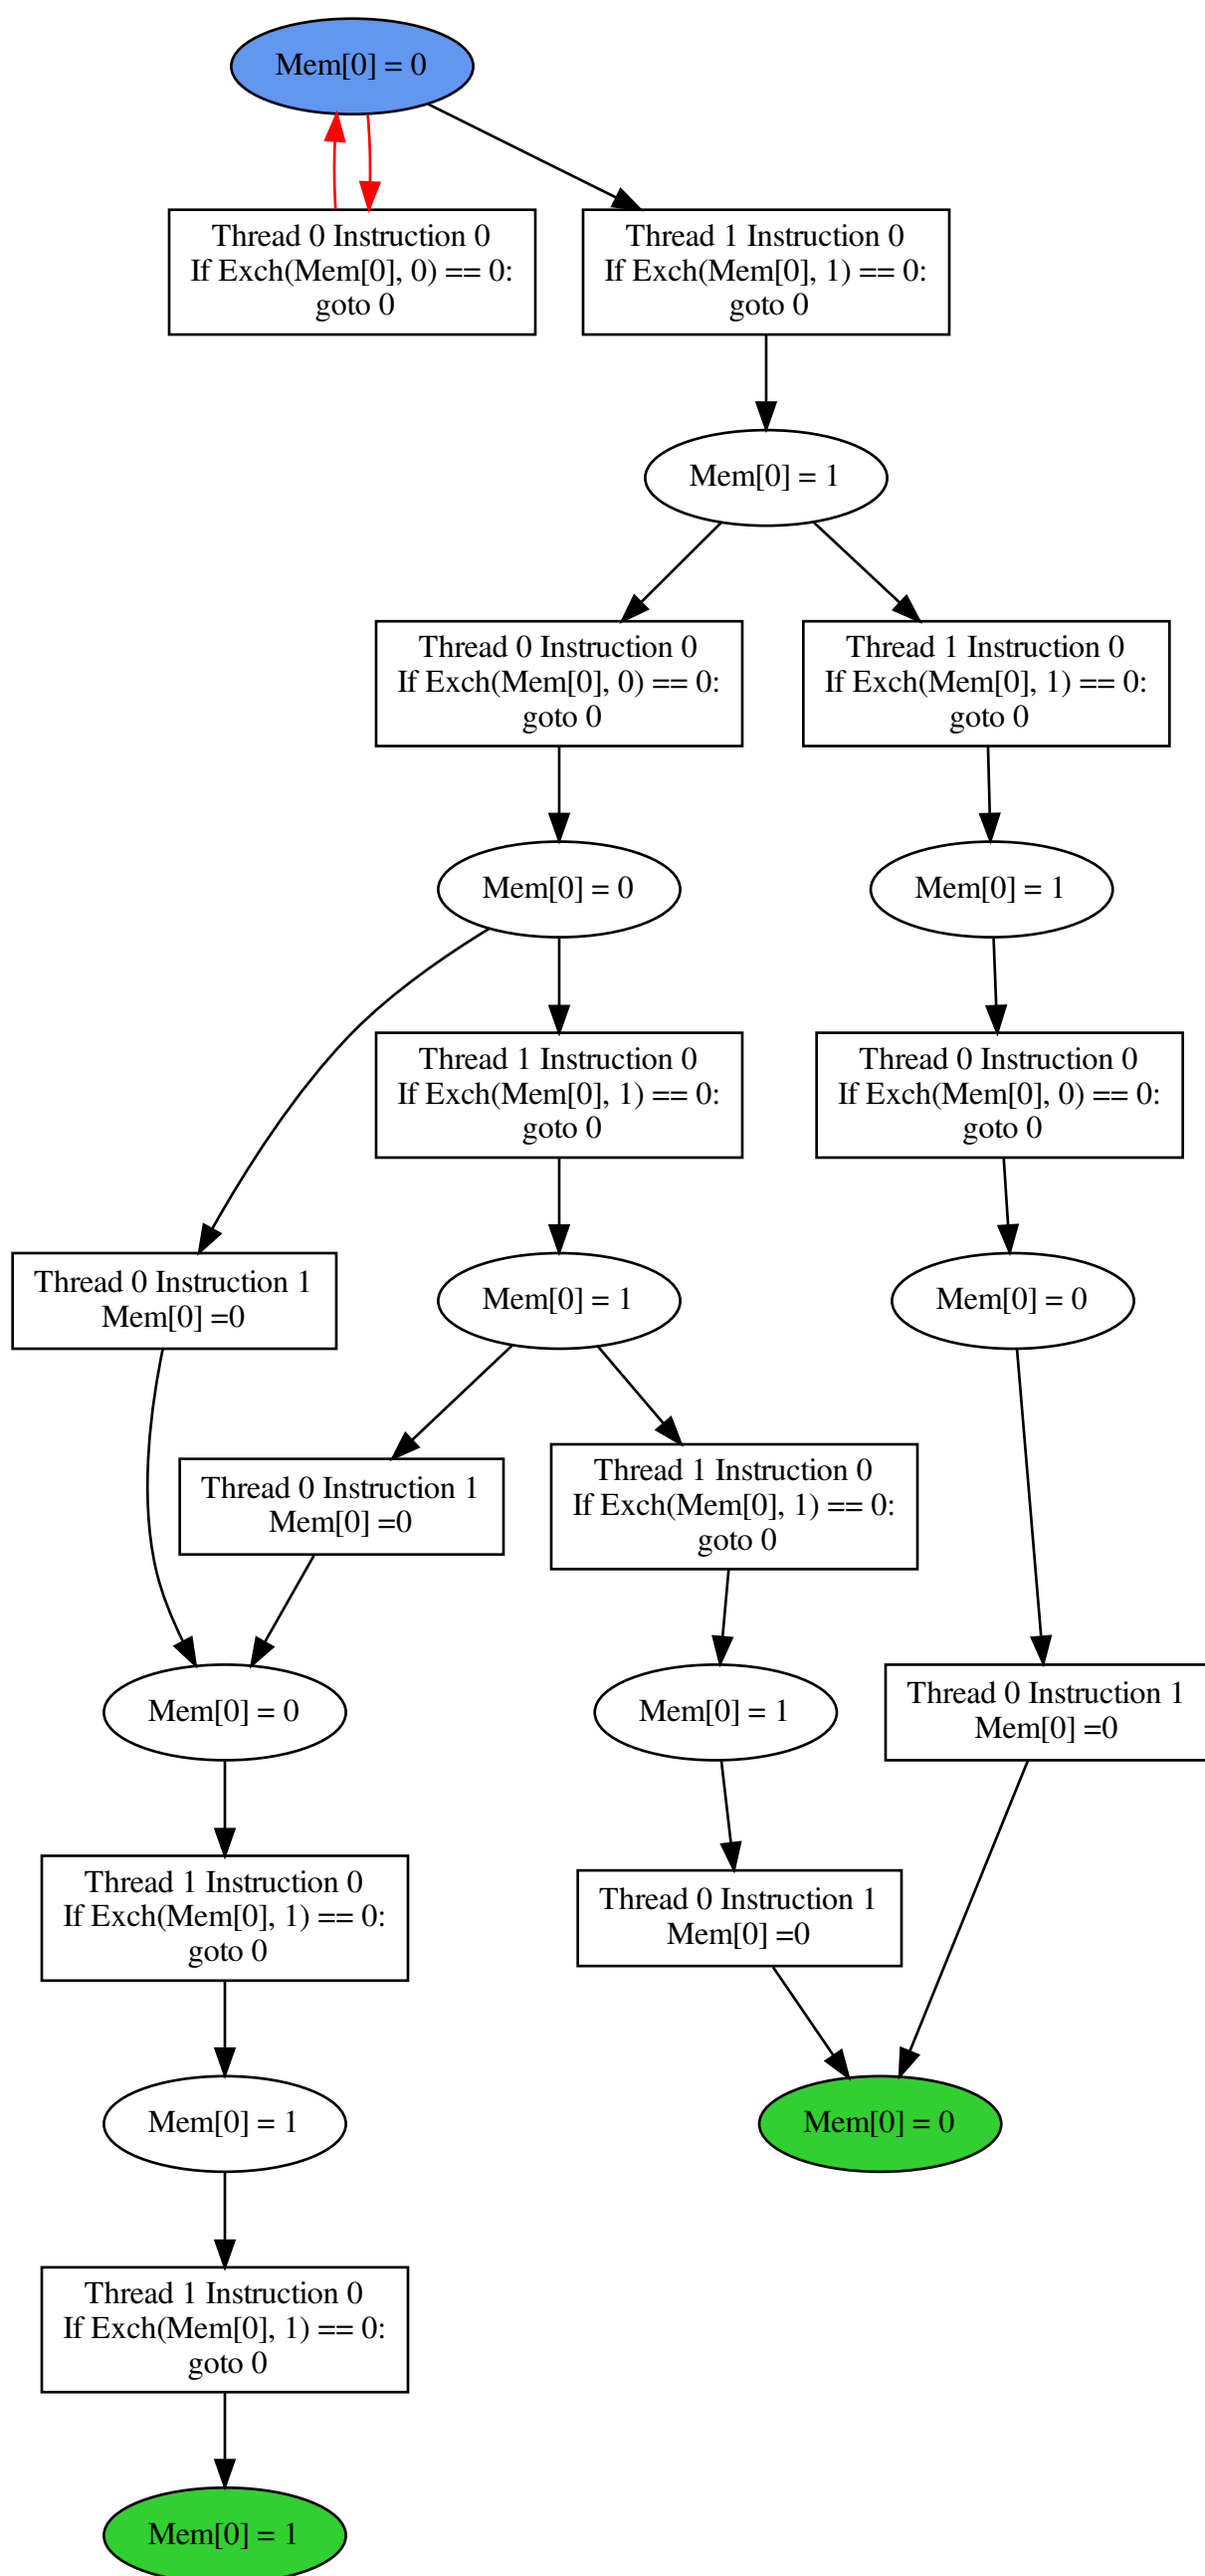 Mem[0] = 0
Thread 0 Instruction 0
If Exch(Mem[0], 0) == 0:
goto 0
Thread 1 Instruction 0
If Exch(Mem[0], 1) == 0:
goto 0
Mem[0] = 1
Thread 0 Instruction 0
If Exch(Mem[0], 0) == 0:
goto 0
Thread 1 Instruction 0
If Exch(Mem[0], 1) == 0:
goto 0
Mem[0] = 0
Mem[0] = 1
Thread 1 Instruction 0
If Exch(Mem[0], 1) == 0:
goto 0
Thread 0 Instruction 0
If Exch(Mem[0], 0) == 0:
goto 0
Thread 0 Instruction 1
Mem[0] =0
Mem[0] = 1
Mem[0] = 0
Thread 0 Instruction 1
Mem[0] =0
Thread 1 Instruction 0
If Exch(Mem[0], 1) == 0:
goto 0
Mem[0] = 0
Mem[0] = 1
Thread 0 Instruction 1
Mem[0] =0
Thread 1 Instruction 0
If Exch(Mem[0], 1) == 0:
goto 0
Thread 0 Instruction 1
Mem[0] =0
Mem[0] = 1
Mem[0] = 0
Thread 1 Instruction 0
If Exch(Mem[0], 1) == 0:
goto 0
Mem[0] = 1